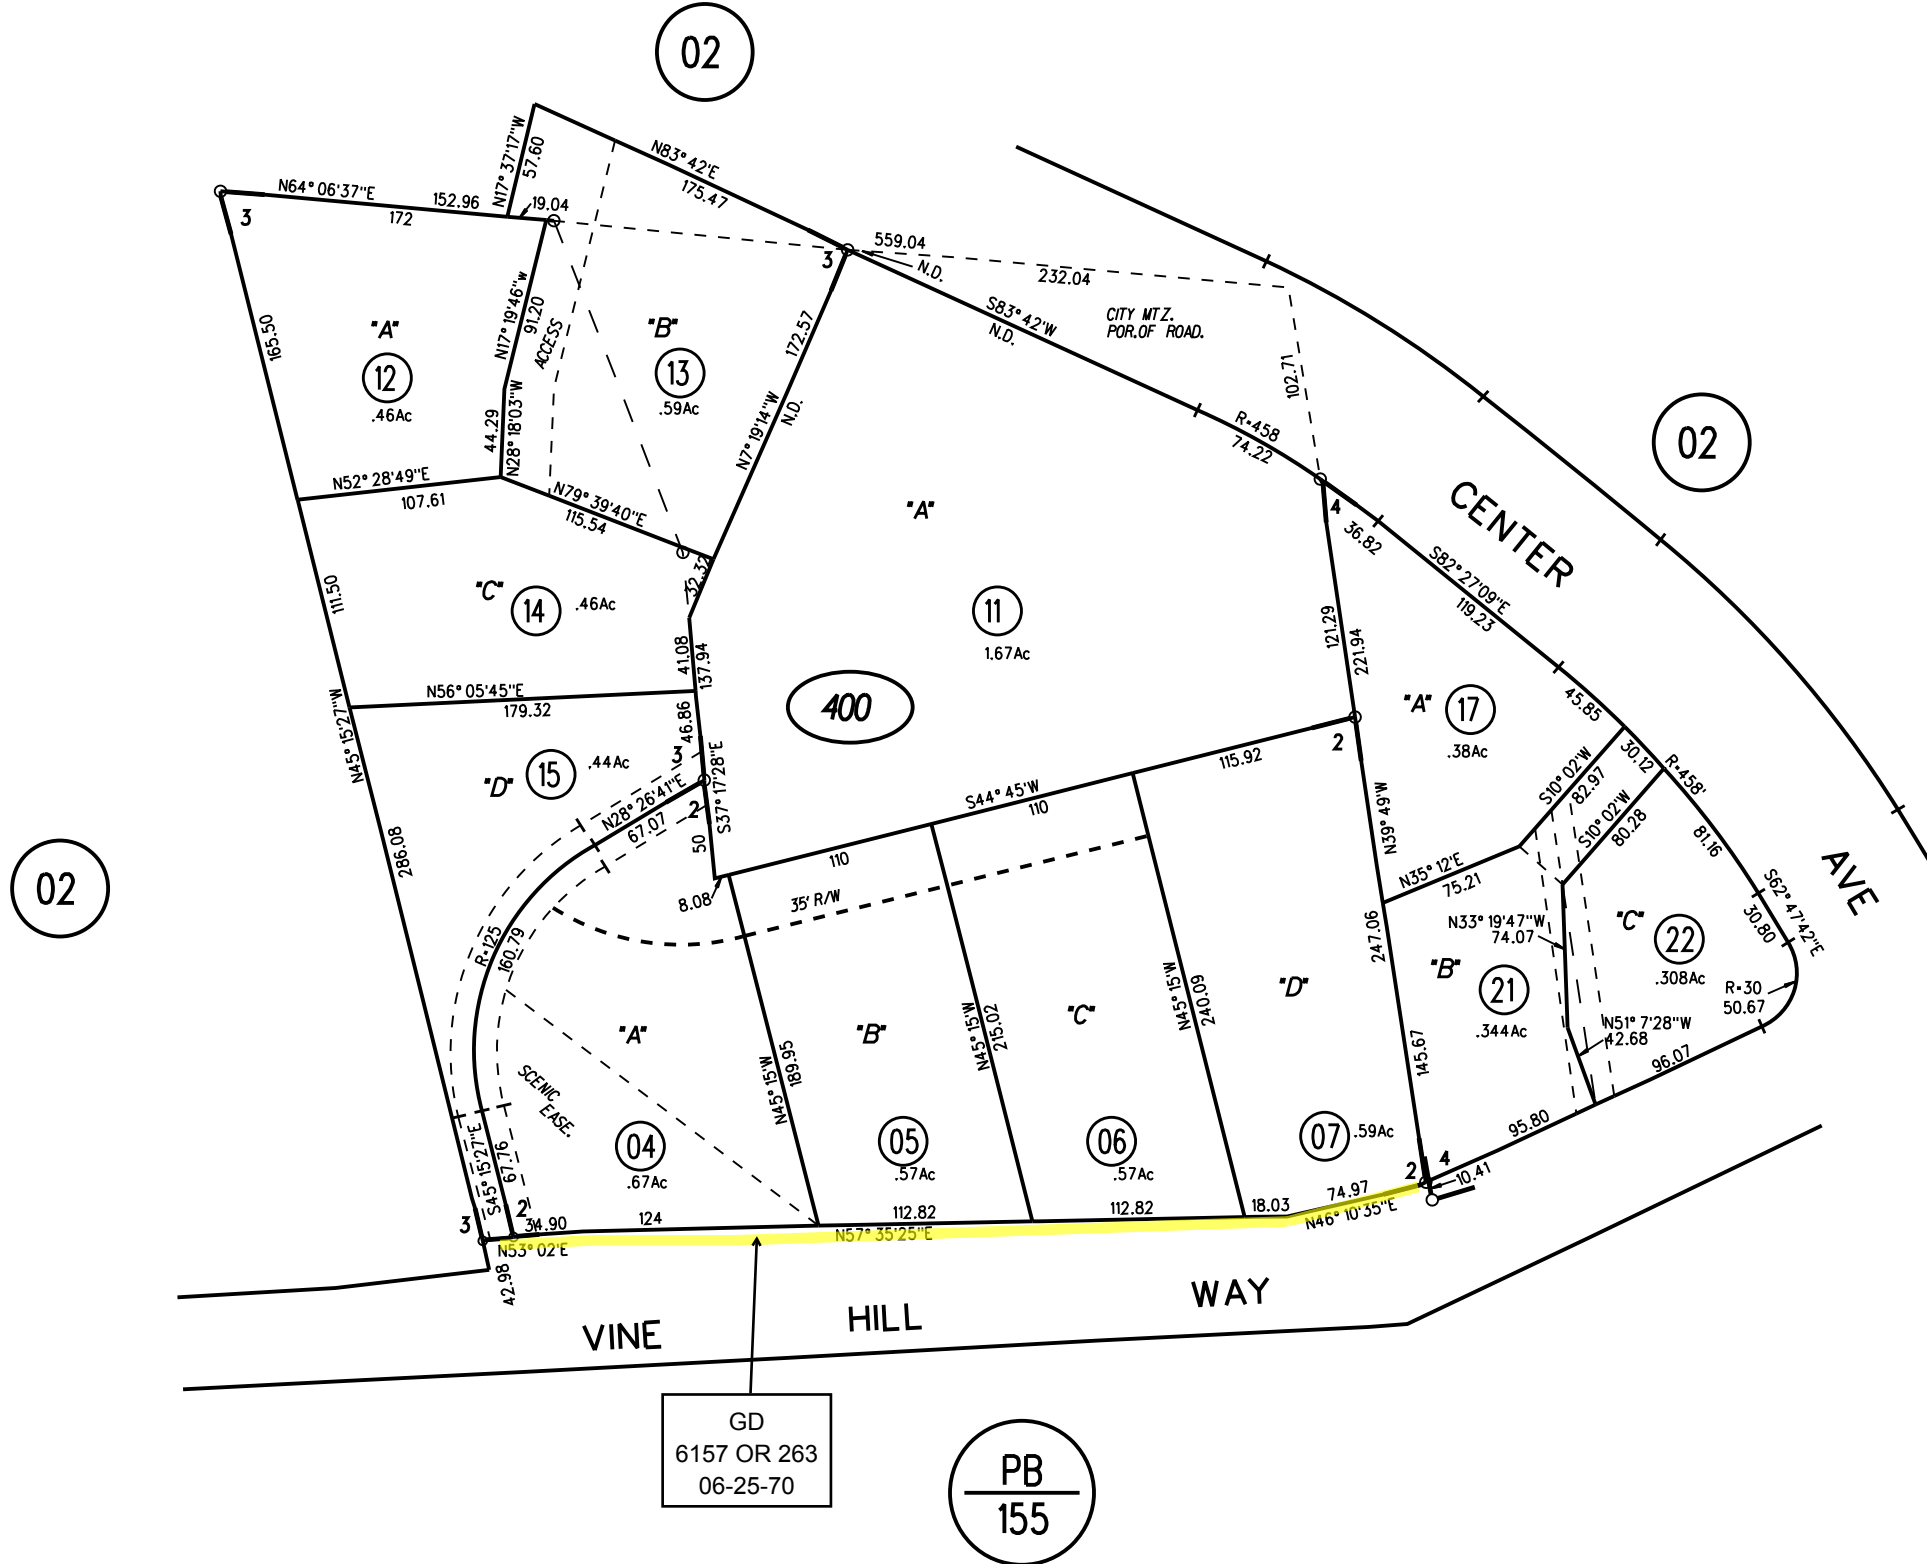 02
N83° 42'E
175.47
N17° 37'17"W
57.60
N64° 06'37"E
152.96
172
19.04
3
559.04
N.D.
3
232.04
CITY MTZ.
POR.OF ROAD.
S83° 42'W
N.D.
102.71
165.50
"A"
12
.46Ac
N17° 19'46"w
91.20
ACCESS
"B"
13
.59Ac
172.57
N7° 19'14"W
N.D.
44.29
N28° 18'03"W
R=458
74.22
02
N52° 28'49"E
107.61
N79° 39'40"E
115.54
"A"
4
36.82
CENTER
AVE
32.32
111.50
"C"
14
.46Ac
11
1.67Ac
S82° 27'09"E
119.23
121.29
221.94
41.08
137.94
N56° 05'45"E
179.32
400
N45° 15'27"W
46.86
"A"
17
.38Ac
45.85
2
3
"D"
15
.44Ac
N28° 26'41"E
67.07
2
50
S37° 17'28"E
S44° 45'W
110
110
115.92
S10° 02'W
82.97
30.12
R=458'
S10° 02'W
80.28
81.16
N39° 49'W
286.08
02
8.08
35' R/W
N35° 12'E
75.21
S62° 47'42"E
30.80
N33° 19'47"W
74.07
"C"
22
.308Ac
247.06
R=125
160.79
"B"
21
.344Ac
R=30
50.67
N51° 7'28"W
42.68
96.07
"D"
N45° 15'W
240.09
"C"
N45° 15'W
215.02
"B"
"A"
N45° 15'W
189.95
145.67
SCENIC
EASE.
S45° 15'27"E
67.76
04
.67Ac
05
.57Ac
06
.57Ac
07
.59Ac
95.80
2
4
10.41
3
2
34.90
124
112.82
112.82
18.03
74.97
N53° 02'E
N57° 35'25"E
N46° 10'35"E
42.98
VINE HILL WAY
GD
6157 OR 263
06-25-70
PB
155